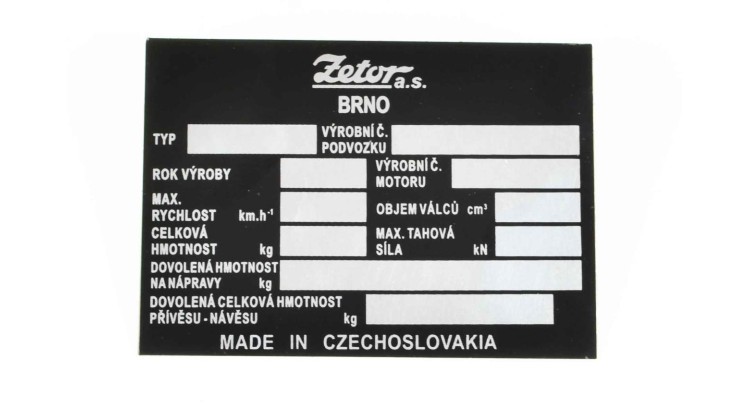 Zetor a.s.
BRNO
TYP VÝROBNÍ Č. PODVOZKU
ROK VÝROBY VÝROBNÍ Č. MOTORU
MAX. RYCHLOST km.h⁻¹ OBJEM VÁLCŮ cm³
CELKOVÁ HMOTNOST kg MAX. TAHOVÁ SÍLA kN
DOVOLENÁ HMOTNOST
NA NÁPRAVY kg
DOVOLENÁ CELKOVÁ HMOTNOST
PŘÍVĚSU - NÁVĚSU kg
MADE IN CZECHOSLOVAKIA